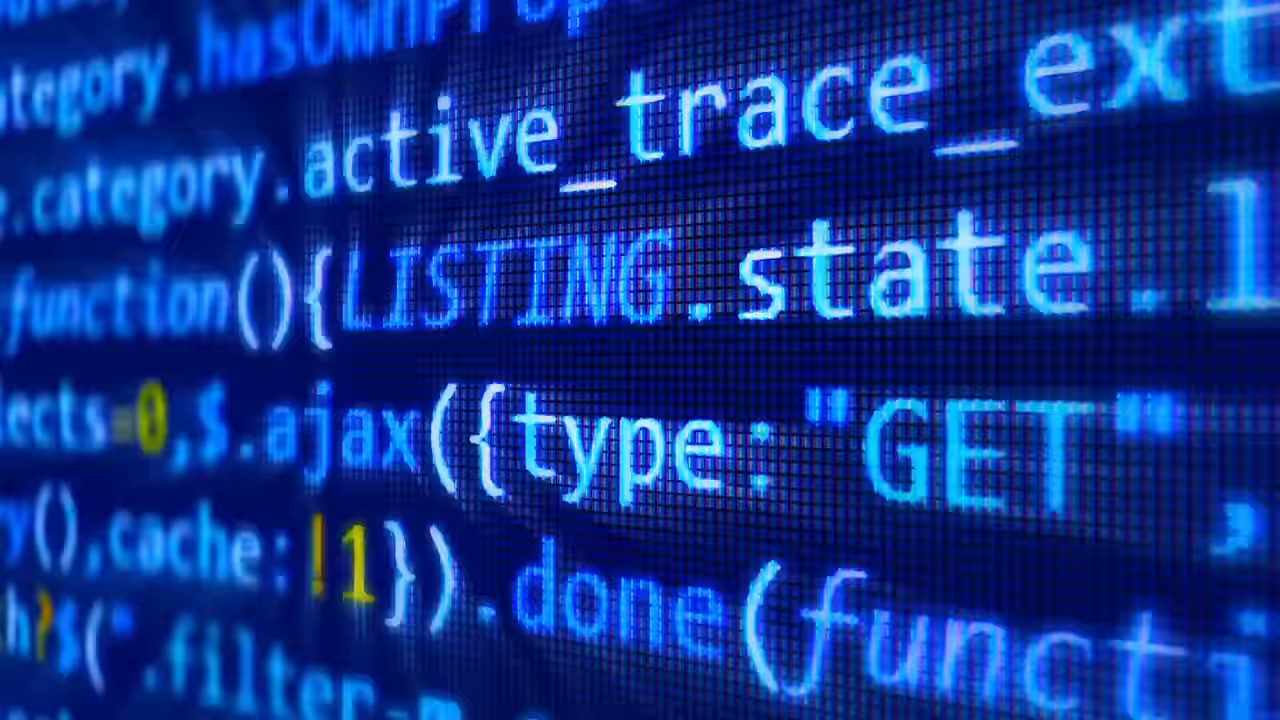 category.hasOwnProp
.category.active_trace_ext
function(){LISTING.state.l
lects=0,$.ajax({type:"GET",
y(),cache:!1}).done(functi
h?$(".filter-m